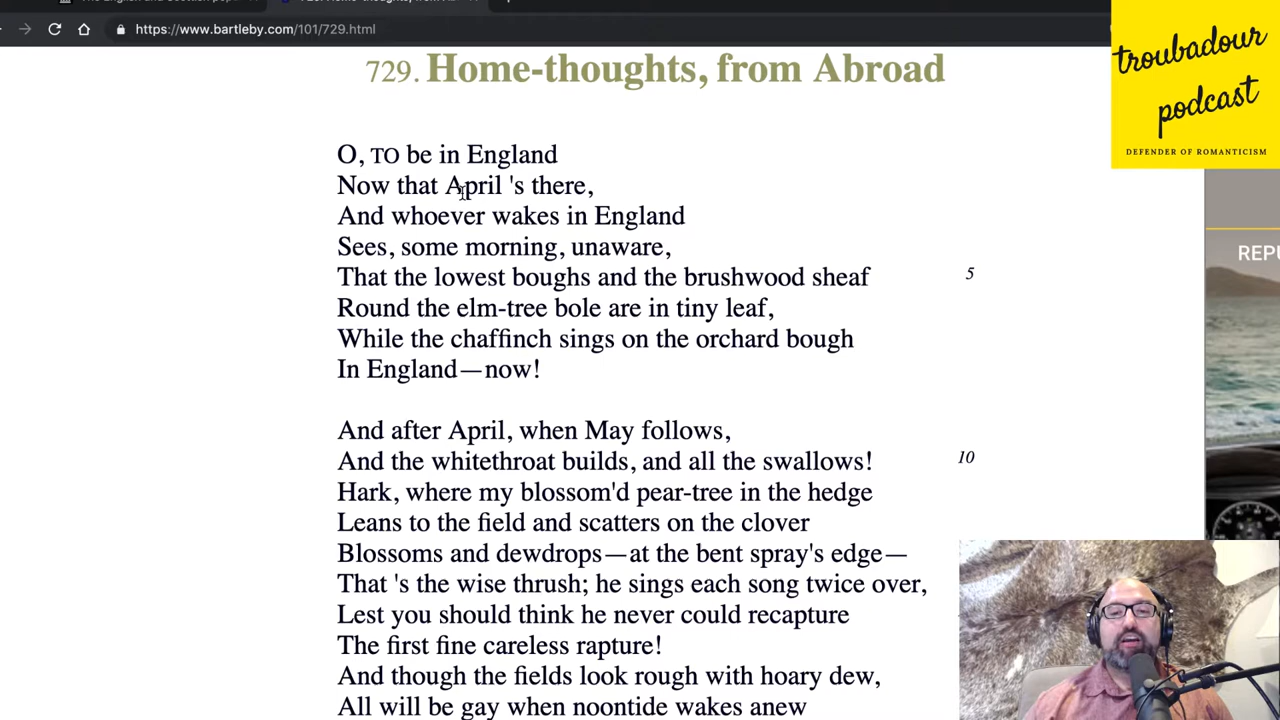 https://www.bartleby.com/101/729.html
troubadour
podcast
DEFENDER OF ROMANTICISM
729. Home-thoughts, from Abroad
O, TO be in England
Now that April 's there,
And whoever wakes in England
Sees, some morning, unaware,
That the lowest boughs and the brushwood sheaf 5
Round the elm-tree bole are in tiny leaf,
While the chaffinch sings on the orchard bough
In England—now!
And after April, when May follows,
And the whitethroat builds, and all the swallows! 10
Hark, where my blossom'd pear-tree in the hedge
Leans to the field and scatters on the clover
Blossoms and dewdrops—at the bent spray's edge—
That 's the wise thrush; he sings each song twice over,
Lest you should think he never could recapture
The first fine careless rapture!
And though the fields look rough with hoary dew,
All will be gay when noontide wakes anew